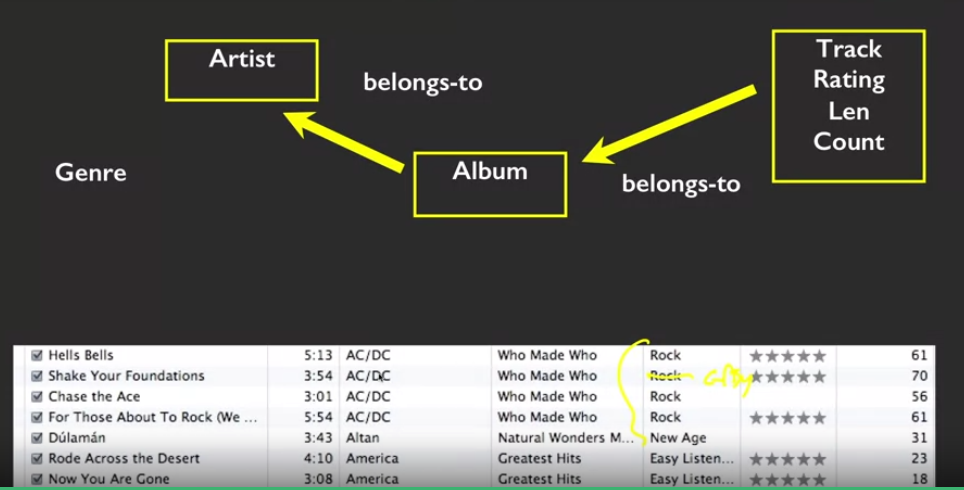 Artist
belongs-to
Track
Rating
Len
Count
Genre
Album
belongs-to
Hells Bells 5:13 AC/DC Who Made Who Rock ★★★★★ 61
Shake Your Foundations 3:54 AC/DC Who Made Who Rock ★★★★★ 70
Chase the Ace 3:01 AC/DC Who Made Who Rock 56
For Those About To Rock (We ... 5:54 AC/DC Who Made Who Rock ★★★★★ 61
Dúlamán 3:43 Altan Natural Wonders M... New Age 31
Rode Across the Desert 4:10 America Greatest Hits Easy Listen... ★★★★★ 23
Now You Are Gone 3:08 America Greatest Hits Easy Listen... ★★★★★ 18